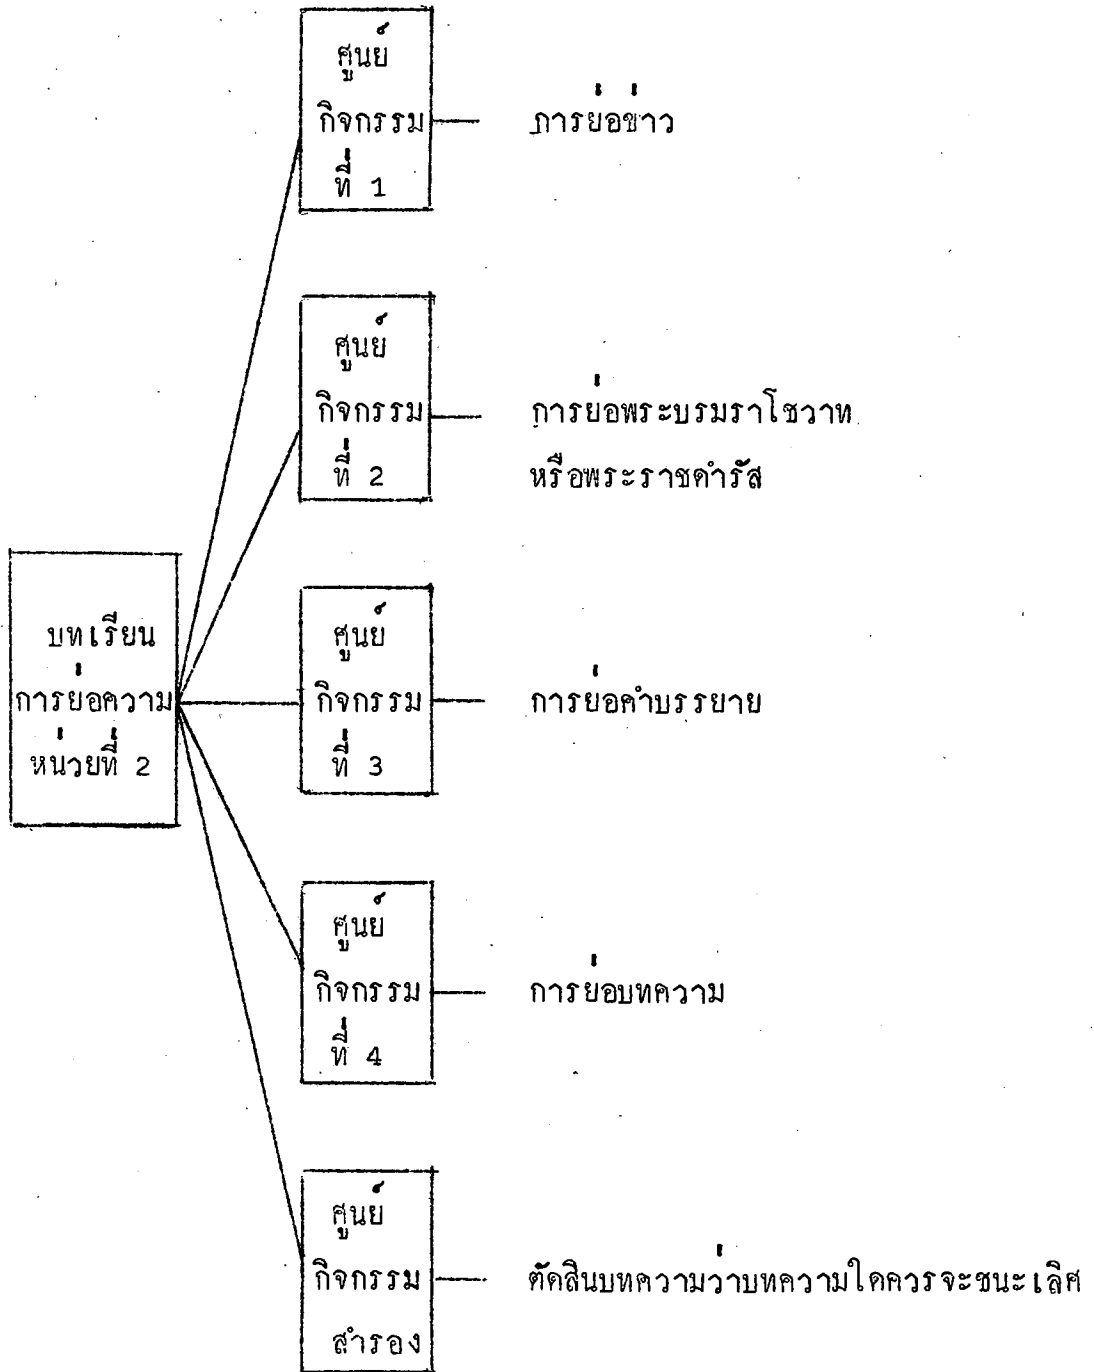 ศูนย์
กิจกรรม
ที่ 1
การย่อข่าว
ศูนย์
กิจกรรม
ที่ 2
การย่อพระบรมราโชวาท
หรือพระราชดำรัส
บทเรียน
การย่อความ
หน่วยที่ 2
ศูนย์
กิจกรรม
ที่ 3
การย่อคำบรรยาย
ศูนย์
กิจกรรม
ที่ 4
การย่อบทความ
ศูนย์
กิจกรรม
สำรอง
ตัดสินบทความว่าบทความใดควรจะชนะเลิศ